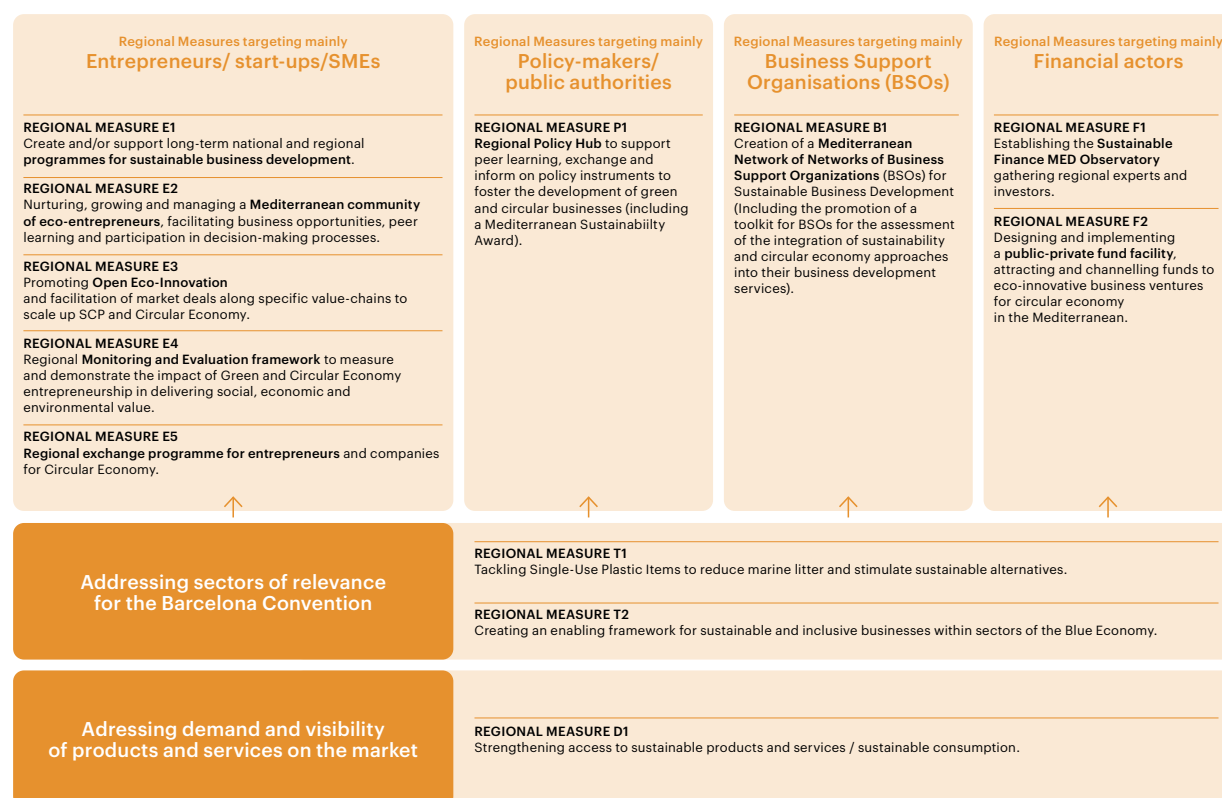 Regional Measures targeting mainly
Entrepreneurs/ start-ups/SMEs
REGIONAL MEASURE E1
Create and/or support long-term national and regional
programmes for sustainable business development.
REGIONAL MEASURE E2
Nurturing, growing and managing a Mediterranean community
of eco-entrepreneurs, facilitating business opportunities, peer
learning and participation in decision-making processes.
REGIONAL MEASURE E3
Promoting Open Eco-Innovation
and facilitation of market deals along specific value-chains to
scale up SCP and Circular Economy.
REGIONAL MEASURE E4
Regional Monitoring and Evaluation framework to measure
and demonstrate the impact of Green and Circular Economy
entrepreneurship in delivering social, economic and
environmental value.
REGIONAL MEASURE E5
Regional exchange programme for entrepreneurs and companies
for Circular Economy.
Regional Measures targeting mainly
Policy-makers/
public authorities
REGIONAL MEASURE P1
Regional Policy Hub to support
peer learning, exchange and
inform on policy instruments to
foster the development of green
and circular businesses (including
a Mediterranean Sustainabiilty
Award).
Regional Measures targeting mainly
Business Support
Organisations (BSOs)
REGIONAL MEASURE B1
Creation of a Mediterranean
Network of Networks of Business
Support Organizations (BSOs) for
Sustainable Business Development
(Including the promotion of a
toolkit for BSOs for the assessment
of the integration of sustainability
and circular economy approaches
into their business development
services).
Regional Measures targeting mainly
Financial actors
REGIONAL MEASURE F1
Establishing the Sustainable
Finance MED Observatory
gathering regional experts and
investors.
REGIONAL MEASURE F2
Designing and implementing
a public-private fund facility,
attracting and channelling funds to
eco-innovative business ventures
for circular economy
in the Mediterranean.
Addressing sectors of relevance
for the Barcelona Convention
REGIONAL MEASURE T1
Tackling Single-Use Plastic Items to reduce marine litter and stimulate sustainable alternatives.
REGIONAL MEASURE T2
Creating an enabling framework for sustainable and inclusive businesses within sectors of the Blue Economy.
Adressing demand and visibility
of products and services on the market
REGIONAL MEASURE D1
Strengthening access to sustainable products and services / sustainable consumption.